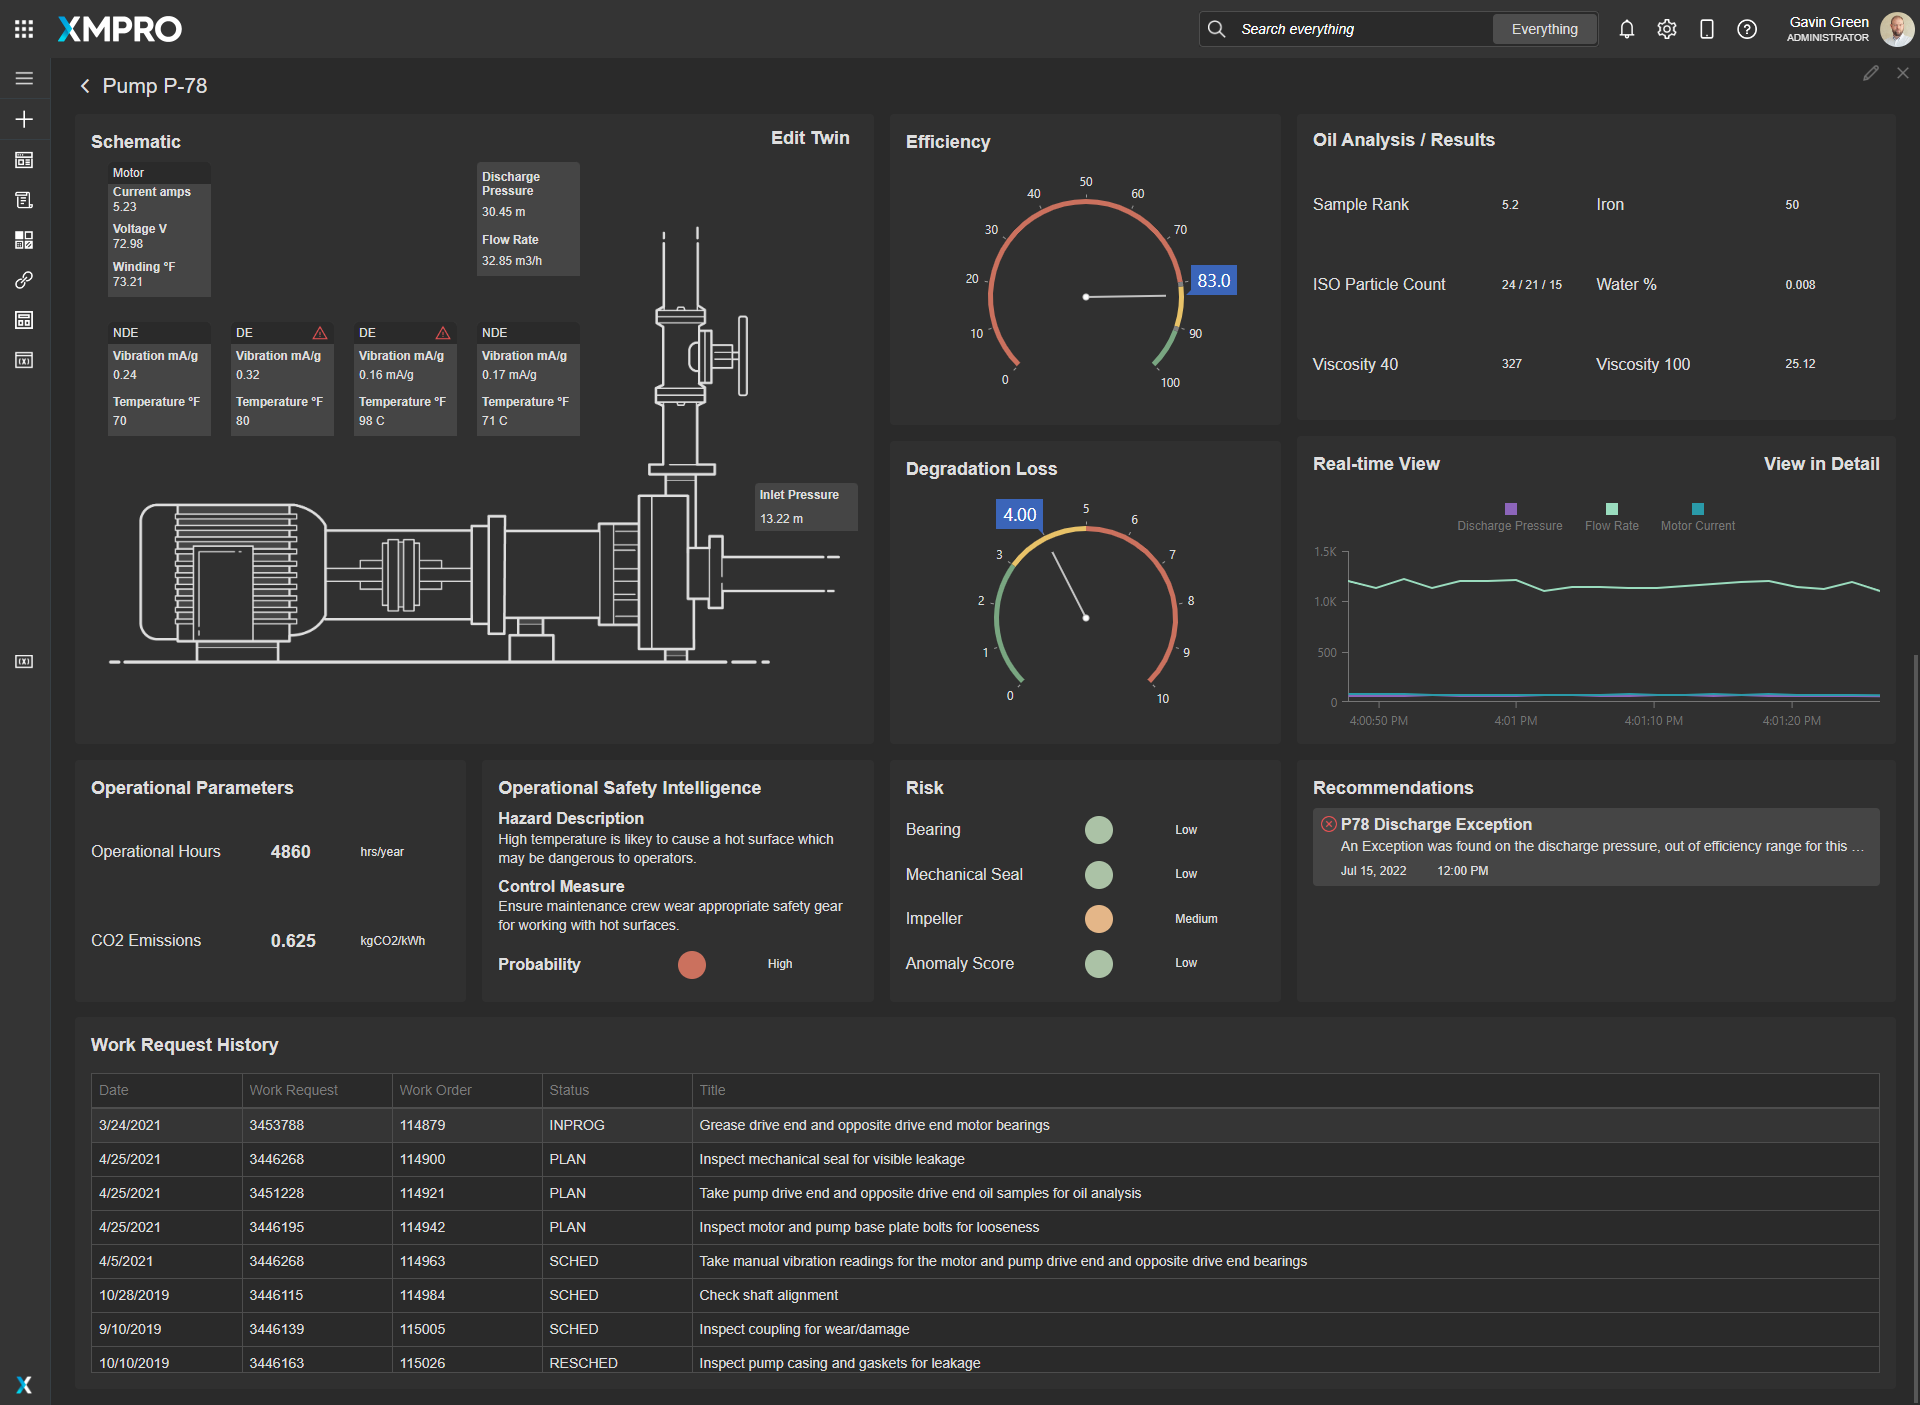 XMPRO
Search everything
Everything
Gavin Green
ADMINISTRATOR
Pump P-78
Schematic
Edit Twin
Motor
Current amps
5.23
Voltage V
72.98
Winding °F
73.21
Discharge
Pressure
30.45 m
Flow Rate
32.85 m3/h
NDE
Vibration mA/g
0.24
Temperature °F
70
DE
Vibration mA/g
0.32
Temperature °F
80
DE
Vibration mA/g
0.16 mA/g
Temperature °F
98 C
NDE
Vibration mA/g
0.17 mA/g
Temperature °F
71 C
Inlet Pressure
13.22 m
Efficiency
0
10
20
30
40
50
60
70
83.0
90
100
Degradation Loss
0
1
2
3
4.00
5
6
7
8
9
10
Oil Analysis / Results
Sample Rank 5.2 Iron 50
ISO Particle Count 24 / 21 / 15 Water % 0.008
Viscosity 40 327 Viscosity 100 25.12
Real-time View
View in Detail
Discharge Pressure Flow Rate Motor Current
1.5K
1.0K
500
0
4:00:50 PM 4:01 PM 4:01:10 PM 4:01:20 PM
Operational Parameters
Operational Hours 4860 hrs/year
CO2 Emissions 0.625 kgCO2/kWh
Operational Safety Intelligence
Hazard Description
High temperature is likey to cause a hot surface which
may be dangerous to operators.
Control Measure
Ensure maintenance crew wear appropriate safety gear
for working with hot surfaces.
Probability High
Risk
Bearing Low
Mechanical Seal Low
Impeller Medium
Anomaly Score Low
Recommendations
P78 Discharge Exception
An Exception was found on the discharge pressure, out of efficiency range for this ...
Jul 15, 2022 12:00 PM
Work Request History
Date Work Request Work Order Status Title
3/24/2021 3453788 114879 INPROG Grease drive end and opposite drive end motor bearings
4/25/2021 3446268 114900 PLAN Inspect mechanical seal for visible leakage
4/25/2021 3451228 114921 PLAN Take pump drive end and opposite drive end oil samples for oil analysis
4/25/2021 3446195 114942 PLAN Inspect motor and pump base plate bolts for looseness
4/5/2021 3446268 114963 SCHED Take manual vibration readings for the motor and pump drive end and opposite drive end bearings
10/28/2019 3446115 114984 SCHED Check shaft alignment
9/10/2019 3446139 115005 SCHED Inspect coupling for wear/damage
10/10/2019 3446163 115026 RESCHED Inspect pump casing and gaskets for leakage